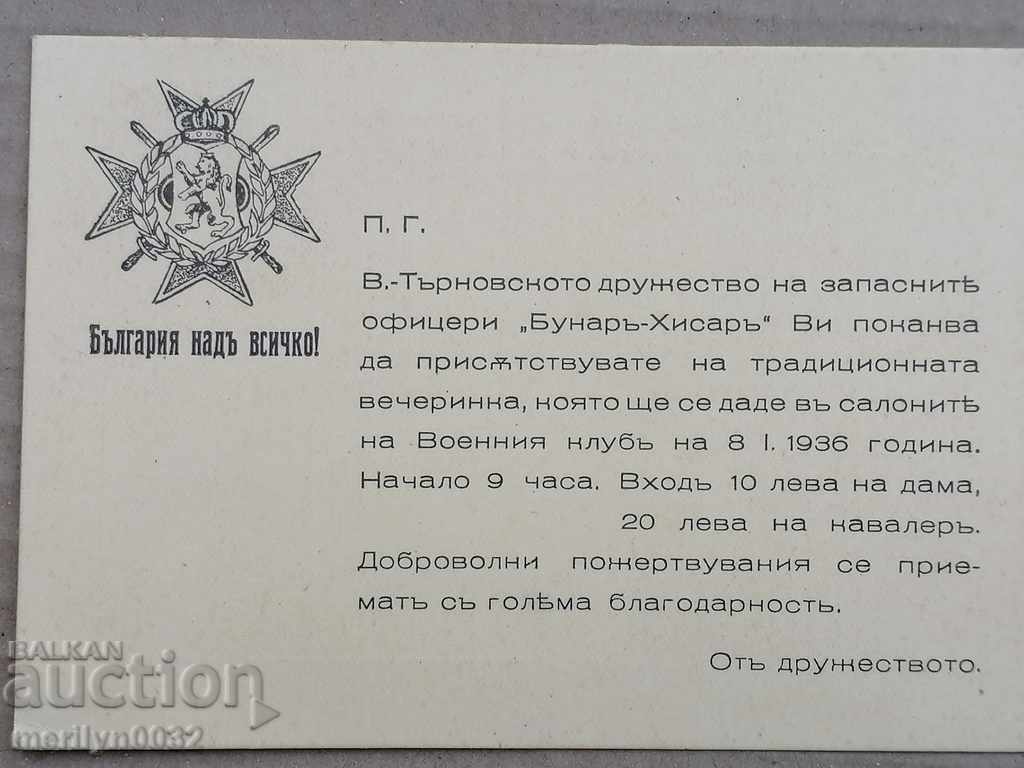 България надъ всичко!
П. Г.
В.-Търновското дружество на запаснитѣ
офицери „Бунаръ-Хисаръ“ Ви поканва
да присѫтствувате на традиционната
вечеринка, която ще се даде въ салонитѣ
на Военния клубъ на 8 I. 1936 година.
Начало 9 часа. Входъ 10 лева на дама,
20 лева на кавалеръ.
Доброволни пожертвувания се прие-
матъ съ голѣма благодарность.
Отъ дружеството.
BALKAN
auction
merilyn0032